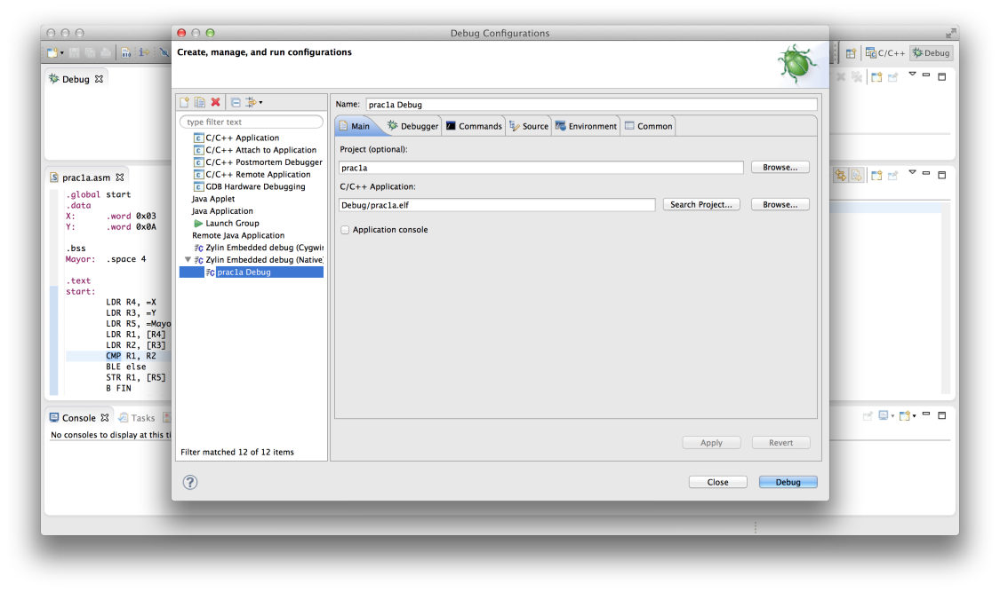 Debug Configurations
C/C++
Debug
Debug
Create, manage, and run configurations
type filter text
C/C++ Application
C/C++ Attach to Application
C/C++ Postmortem Debugger
C/C++ Remote Application
GDB Hardware Debugging
Java Applet
Java Application
Launch Group
Remote Java Application
Zylin Embedded debug (Cygwin
Zylin Embedded debug (Native)
prac1a Debug
Filter matched 12 of 12 items
Name: prac1a Debug
Main Debugger Commands Source Environment Common
Project (optional):
prac1a Browse...
C/C++ Application:
Debug/prac1a.elf Search Project... Browse...
Application console
Apply Revert
Close Debug
prac1a.asm
.global start
.data
X: .word 0x03
Y: .word 0x0A
.bss
Mayor: .space 4
.text
start:
LDR R4, =X
LDR R3, =Y
LDR R5, =Mayo
LDR R1, [R4]
LDR R2, [R3]
CMP R1, R2
BLE else
STR R1, [R5]
B FIN
Console Tasks
No consoles to display at this ti